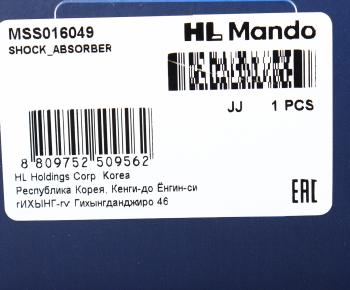 MSS016049
SHOCK_ABSORBER
HL Mando
JJ 1 PCS
8 809752 509562
HL Holdings Corp Korea
Республика Корея, Кенги-до Ёнгин-си
гИХЫНГ-гv Гихынгданджиро 46
EAC